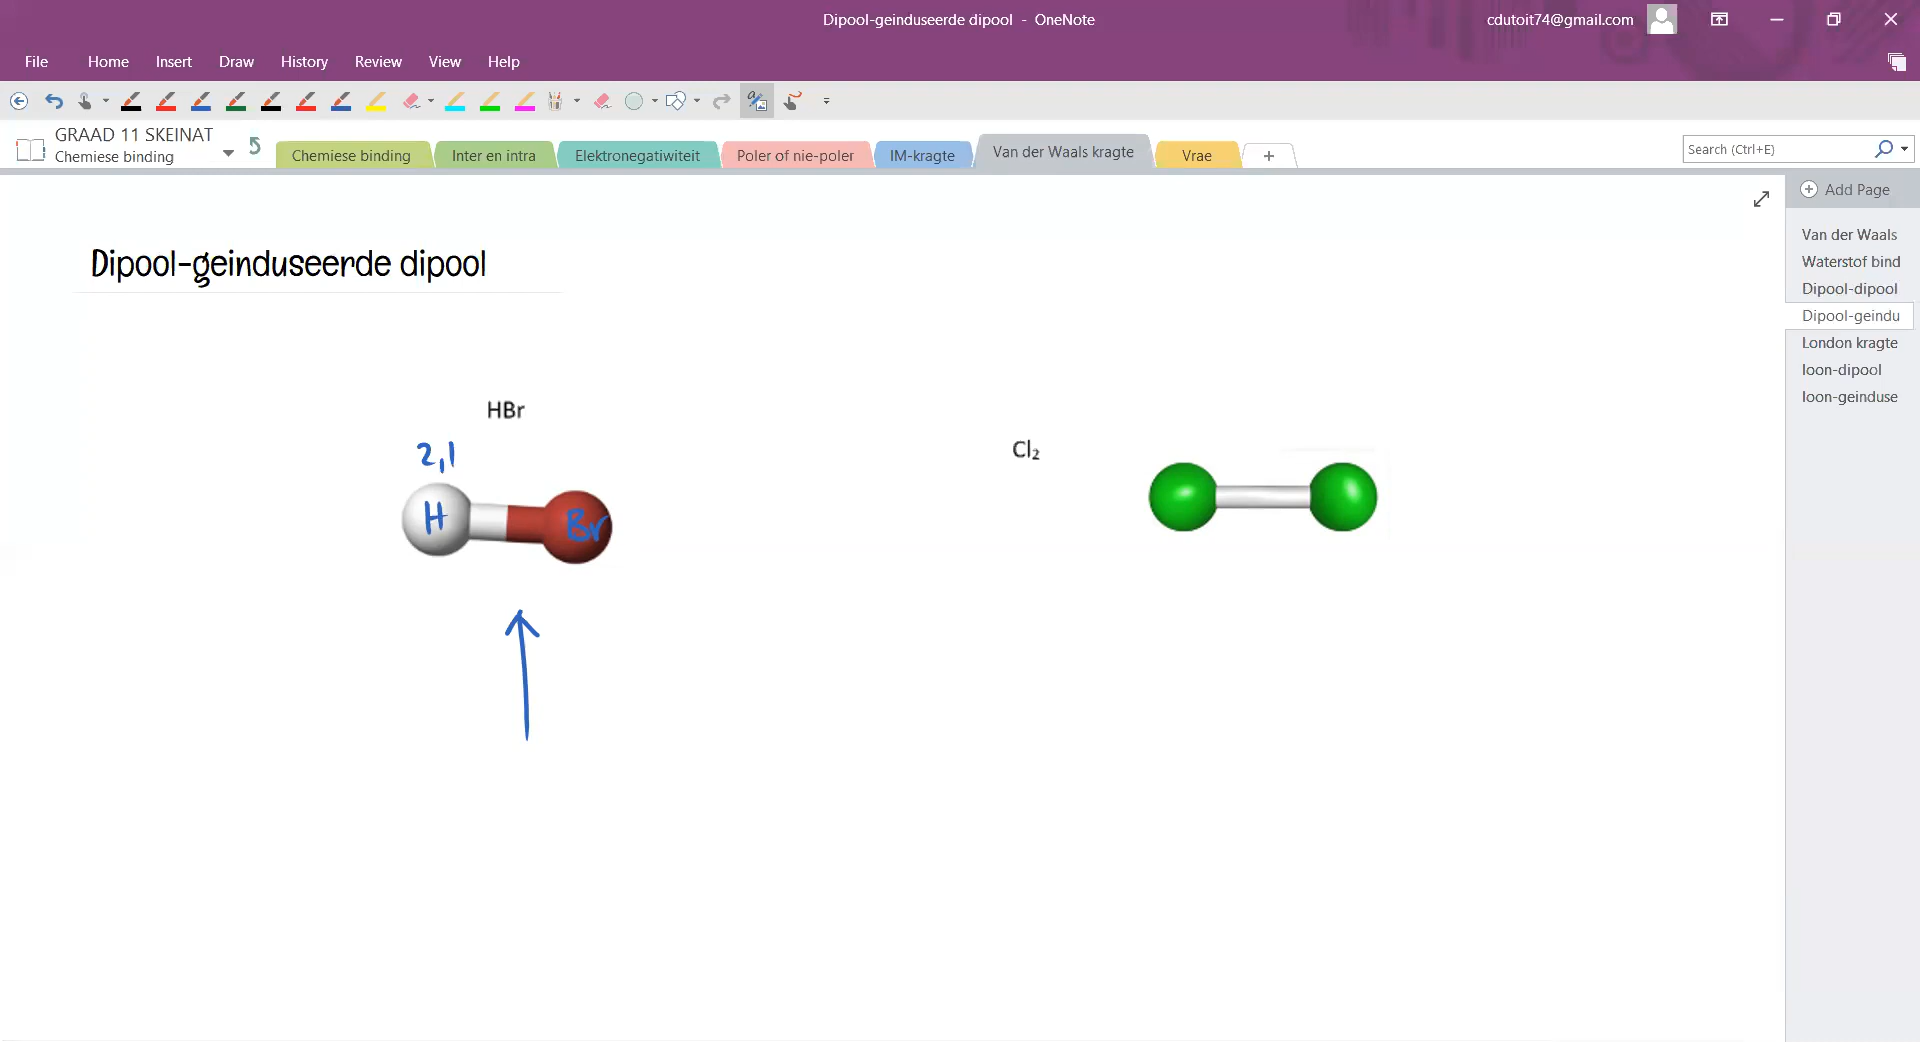 Dipool-geinduseerde dipool - OneNote
cdutoit74@gmail.com
File Home Insert Draw History Review View Help
GRAAD 11 SKEINAT
Chemiese binding
Chemiese binding Inter en intra Elektronegatiwiteit Poler of nie-poler IM-kragte Van der Waals kragte Vrae +
Search (Ctrl+E)
Add Page
Van der Waals
Waterstof bind
Dipool-dipool
Dipool-geindu
London kragte
Ioon-dipool
Ioon-geinduse
Dipool-geinduseerde dipool
HBr
2,1
H Br
Cl₂